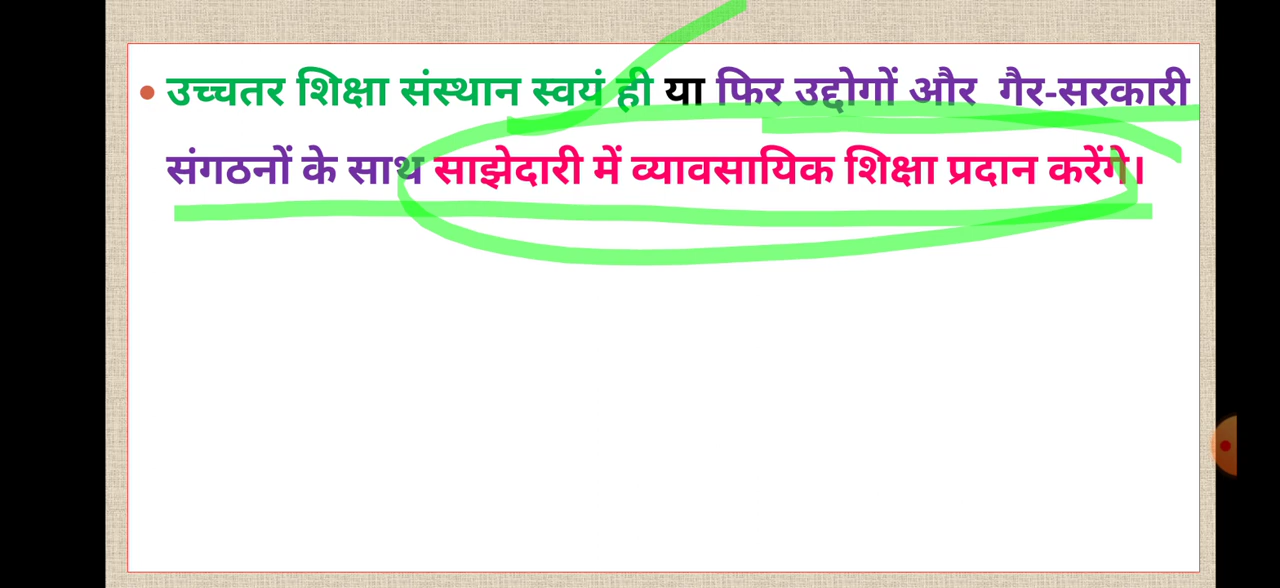 • उच्चतर शिक्षा संस्थान स्वयं ही या फिर उद्दोगों और गैर-सरकारी
संगठनों के साथ साझेदारी में व्यावसायिक शिक्षा प्रदान करेंगे।